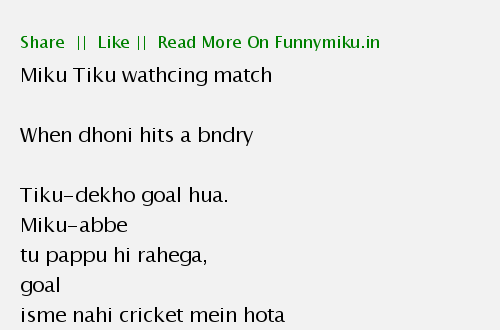 Share || Like || Read More On Funnymiku.in
Miku Tiku wathcing match
When dhoni hits a bndry
Tiku-dekho goal hua.
Miku-abbe
tu pappu hi rahega,
goal
isme nahi cricket mein hota